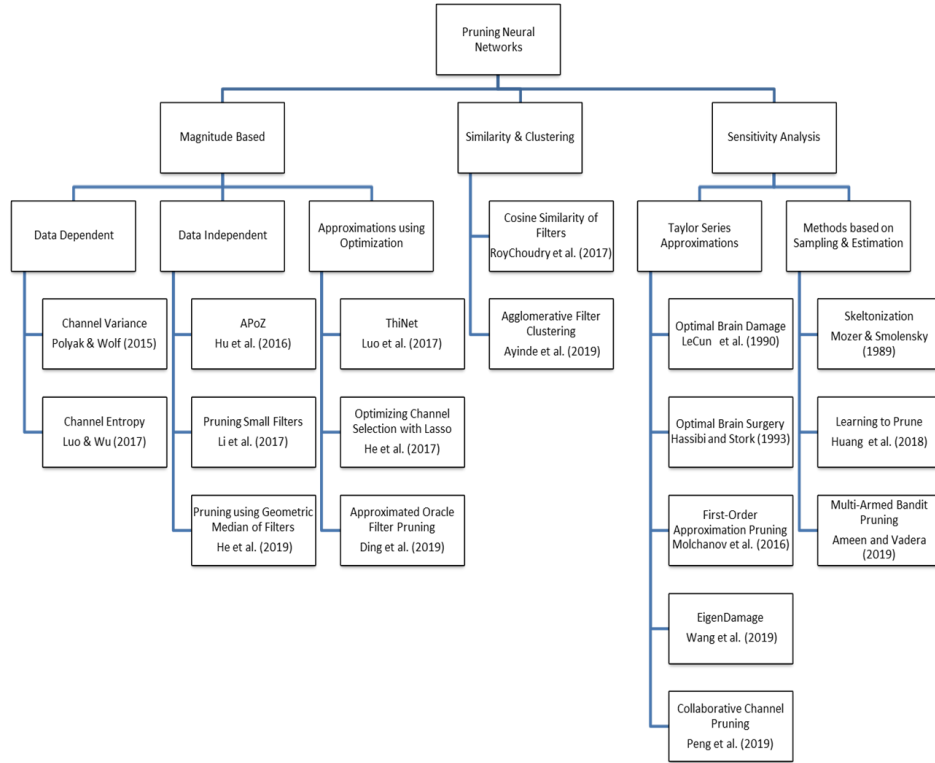 Pruning Neural
Networks
Magnitude Based
Similarity & Clustering
Sensitivity Analysis
Data Dependent
Data Independent
Approximations using
Optimization
Cosine Similarity of
Filters
RoyChoudry et al. (2017)
Taylor Series
Approximations
Methods based on
Sampling & Estimation
Channel Variance
Polyak & Wolf (2015)
APoZ
Hu et al. (2016)
ThiNet
Luo et al. (2017)
Agglomerative Filter
Clustering
Ayinde et al. (2019)
Optimal Brain Damage
LeCun et al. (1990)
Skeltonization
Mozer & Smolensky
(1989)
Channel Entropy
Luo & Wu (2017)
Pruning Small Filters
Li et al. (2017)
Optimizing Channel
Selection with Lasso
He et al. (2017)
Optimal Brain Surgery
Hassibi and Stork (1993)
Learning to Prune
Huang et al. (2018)
Pruning using Geometric
Median of Filters
He et al. (2019)
Approximated Oracle
Filter Pruning
Ding et al. (2019)
First-Order
Approximation Pruning
Molchanov et al. (2016)
Multi-Armed Bandit
Pruning
Ameen and Vadera
(2019)
EigenDamage
Wang et al. (2019)
Collaborative Channel
Pruning
Peng et al. (2019)